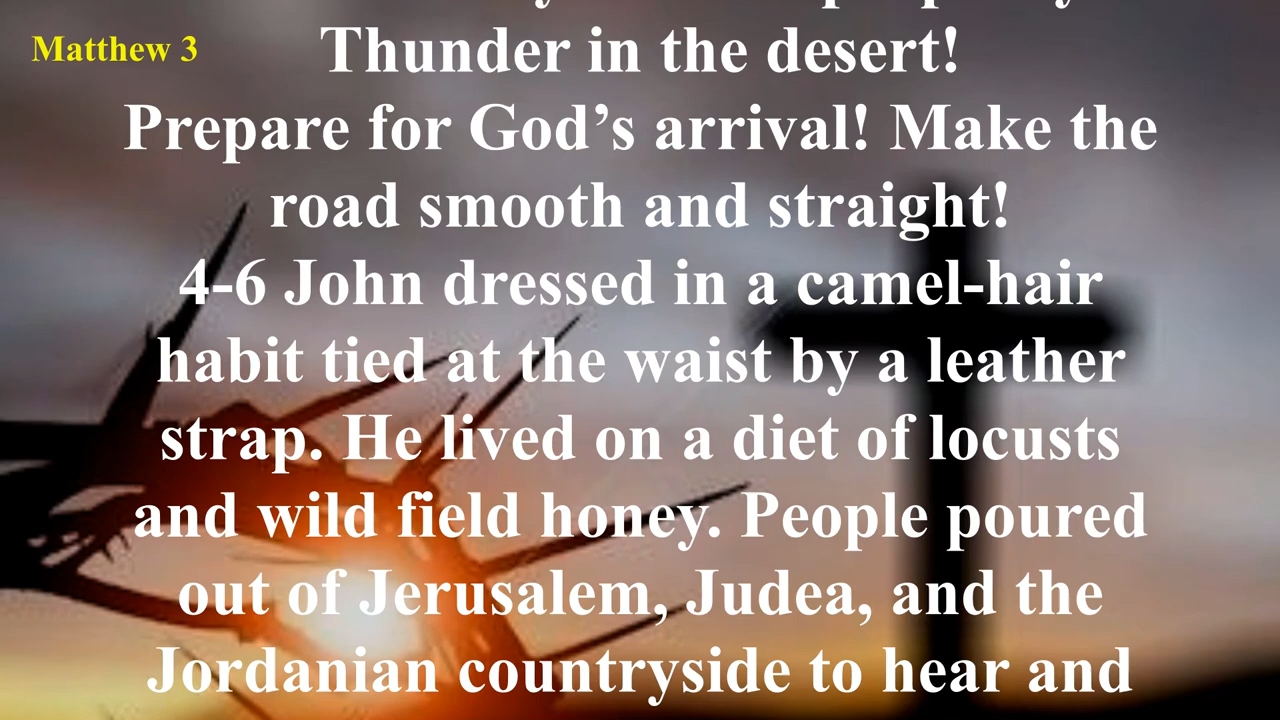 Matthew 3
Thunder in the desert!
Prepare for God’s arrival! Make the
road smooth and straight!
4-6 John dressed in a camel-hair
habit tied at the waist by a leather
strap. He lived on a diet of locusts
and wild field honey. People poured
out of Jerusalem, Judea, and the
Jordanian countryside to hear and